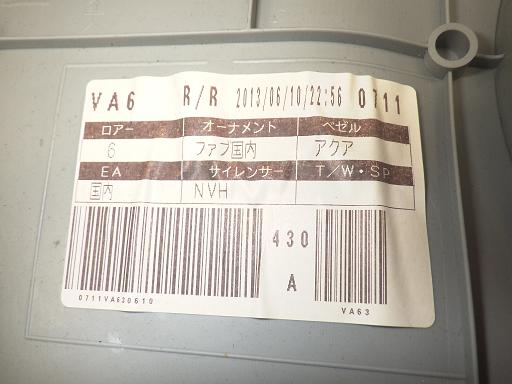 VA6 R/R 2013/06/10/22:56 0711
ロアー オーナメント ベゼル
6 ファブ国内 アクア
EA サイレンサー T/W・SP
国内 NVH
430
A
0711VA630610
VA63